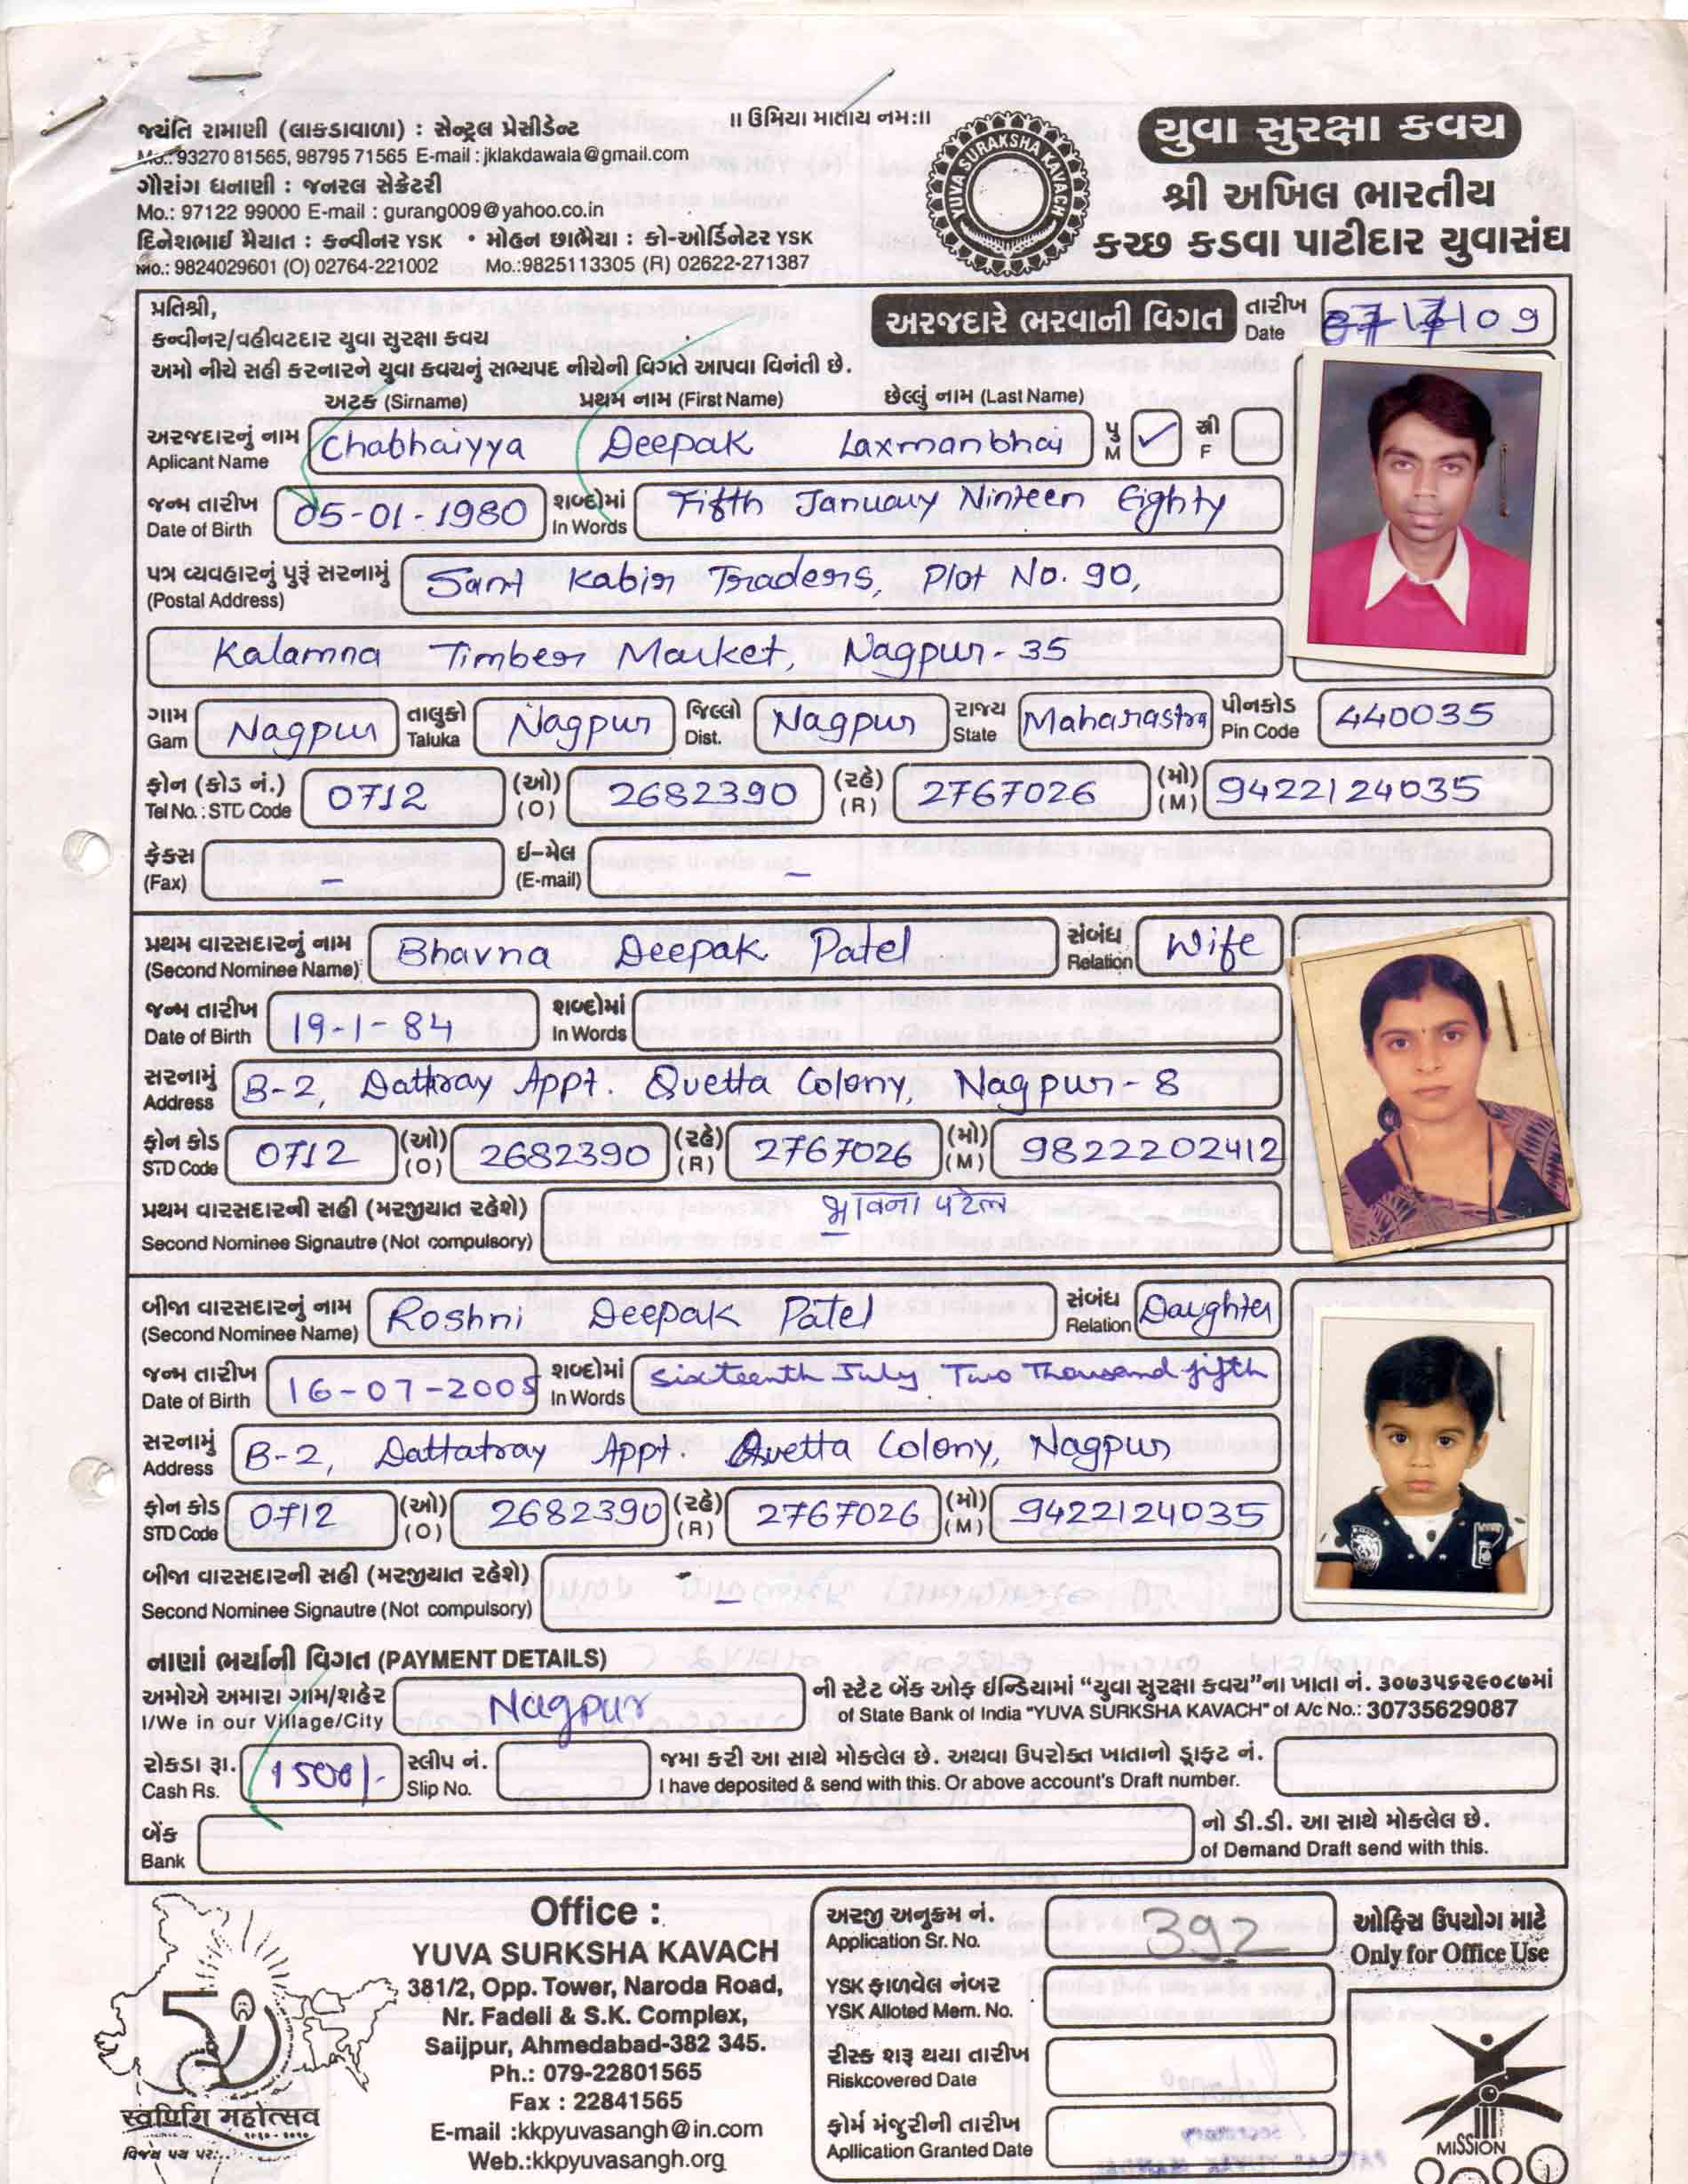 ॥ ઉમિયા માતાય નમઃ॥
જયંતિ રામાણી (લાકડાવાળા) : સેન્ટ્રલ પ્રેસીડેન્ટ
Mo.: 93270 81565, 98795 71565 E-mail : jklakdawala@gmail.com
ગૌરાંગ ધનાણી : જનરલ સેક્રેટરી
Mo.: 97122 99000 E-mail : gurang009@yahoo.co.in
દિનેશભાઈ મૈયાત : કન્વીનર YSK • મોહન છાભૈયા : કો-ઓર્ડિનેટર YSK
Mo.: 9824029601 (O) 02764-221002 Mo.:9825113305 (R) 02622-271387
YUVA SURAKSHA KAVACH
યુવા સુરક્ષા કવચ
શ્રી અખિલ ભારતીય
કચ્છ કડવા પાટીદાર યુવાસંઘ
પ્રતિશ્રી,
કન્વીનર/વહીવટદાર યુવા સુરક્ષા કવચ
અરજદારે ભરવાની વિગત
તારીખ
Date
અમો નીચે સહી કરનારને યુવા કવચનું સભ્યપદ નીચેની વિગતે આપવા વિનંતી છે.
અટક (Sirname) પ્રથમ નામ (First Name) છેલ્લું નામ (Last Name)
અરજદારનું નામ Chabhaiyya Deepak Laxmanbhai પુ ✓ સ્ત્રી
Aplicant Name M F
જન્મ તારીખ 05-01-1980 શબ્દોમાં Fifth January Ninteen Eighty
Date of Birth In Words
પત્ર વ્યવહારનું પુરૂં સરનામું Sant Kabir Traders, Plot No. 90,
(Postal Address)
Kalamna Timber Market, Nagpur-35
ગામ Nagpur તાલુકો Nagpur જિલ્લો Nagpur રાજ્ય Maharastra પીનકોડ 440035
Gam Taluka Dist. State Pin Code
ફોન (કોડ નં.) 0712 (ઓ) 2682390 (રહે) 2767026 (મો) 9422124035
Tel No.: STD Code (O) (R) (M)
ફેક્સ – ઈ-મેલ –
(Fax) (E-mail)
પ્રથમ વારસદારનું નામ Bhavna Deepak Patel સંબંધ Wife
(Second Nominee Name) Relation
જન્મ તારીખ 19-1-84 શબ્દોમાં
Date of Birth In Words
સરનામું B-2, Dattray Appt. Quetta Colony, Nagpur-8
Address
ફોન કોડ 0712 (ઓ) 2682390 (રહે) 2767026 (મો) 9822202412
STD Code (O) (R) (M)
પ્રથમ વારસદારની સહી (મરજીયાત રહેશે) ભાવના પટેલ
Second Nominee Signautre (Not compulsory)
બીજા વારસદારનું નામ Roshni Deepak Patel સંબંધ Daughter
(Second Nominee Name) Relation
જન્મ તારીખ 16-07-2005 શબ્દોમાં sixteenth July Two Thousand fifth
Date of Birth In Words
સરનામું B-2, Dattatray Appt. Quetta Colony, Nagpur
Address
ફોન કોડ 0712 (ઓ) 2682390 (રહે) 2767026 (મો) 9422124035
STD Code (O) (R) (M)
બીજા વારસદારની સહી (મરજીયાત રહેશે) –
Second Nominee Signautre (Not compulsory)
નાણાં ભર્યાની વિગત (PAYMENT DETAILS)
અમોએ અમારા ગામ/શહેર Nagpur ની સ્ટેટ બેંક ઓફ ઈન્ડિયામાં “યુવા સુરક્ષા કવચ”ના ખાતા નં. ૩૦૭૩૫૬૨૯૦૮૭માં
I/We in our Village/City of State Bank of India "YUVA SURKSHA KAVACH" of A/c No.: 30735629087
રોકડા રૂા. 1500/- સ્લીપ નં. જમા કરી આ સાથે મોકલેલ છે. અથવા ઉપરોક્ત ખાતાનો ડ્રાફ્ટ નં.
Cash Rs. Slip No. I have deposited & send with this. Or above account's Draft number.
બેંક નો ડી.ડી. આ સાથે મોકલેલ છે.
Bank of Demand Draft send with this.
Office :
YUVA SURKSHA KAVACH
381/2, Opp. Tower, Naroda Road,
Nr. Fadeli & S.K. Complex,
Saijpur, Ahmedabad-382 345.
Ph.: 079-22801565
Fax : 22841565
E-mail :kkpyuvasangh@in.com
Web.:kkpyuvasangh.org
50
स्वर्णिम महोत्सव
અરજી અનુક્રમ નં. 392
Application Sr. No.
YSK ફાળવેલ નંબર
YSK Alloted Mem. No.
રીસ્ક શરૂ થયા તારીખ
Riskcovered Date
ફોર્મ મંજુરીની તારીખ
Apllication Granted Date
ઓફિસ ઉપયોગ માટે
Only for Office Use
MISSION